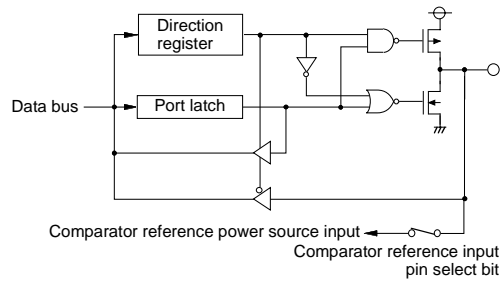 Direction
register
Data bus
Port latch
Comparator reference power source input
Comparator reference input
pin select bit